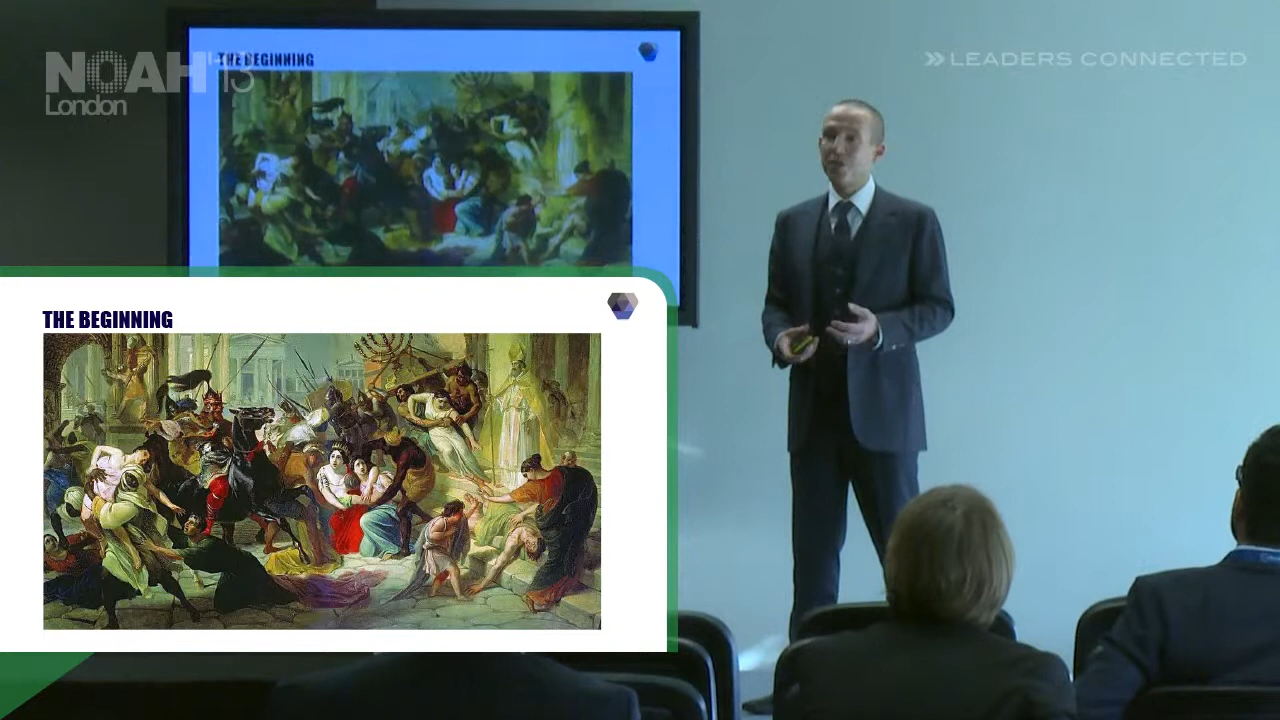 NOAH'13
London
THE BEGINNING
» LEADERS CONNECTED
THE BEGINNING